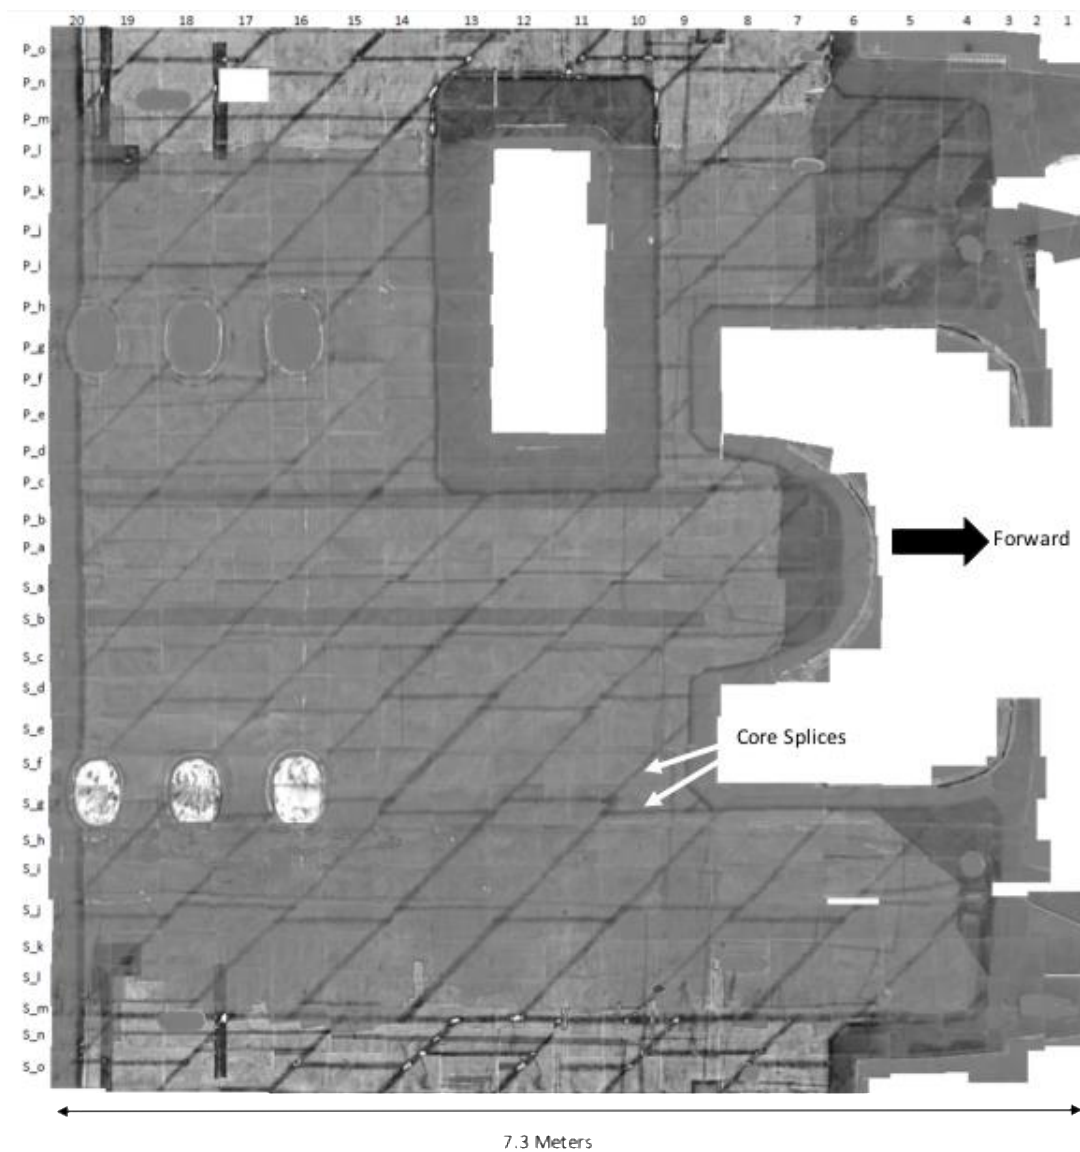 20 19 18 17 16 15 14 13 12 11 10 9 8 7 6 5 4 3 2 1
P_o
P_n
P_m
P_l
P_k
P_j
P_i
P_h
P_g
P_f
P_e
P_d
P_c
P_b
P_a
Forward
S_a
S_b
S_c
S_d
S_e
Core Splices
S_f
S_g
S_h
S_i
S_j
S_k
S_l
S_m
S_n
S_o
7.3 Meters